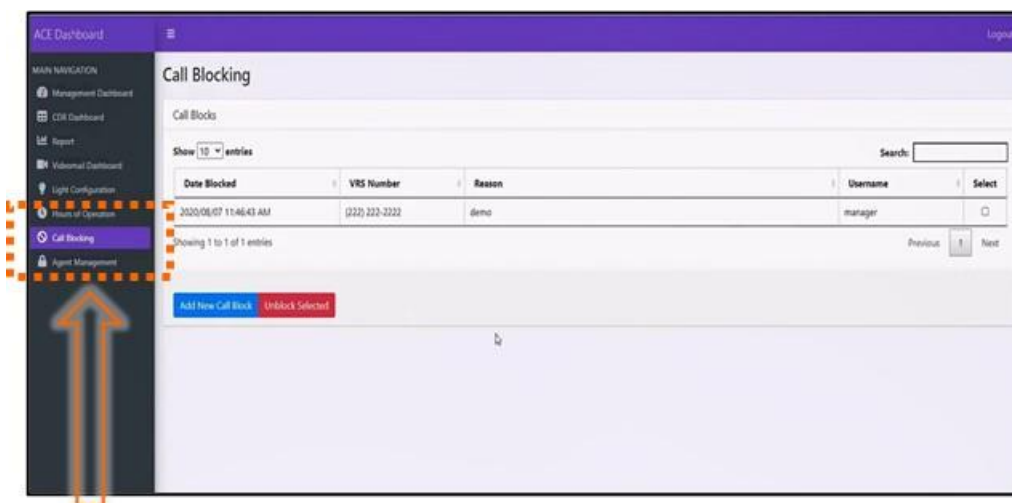 ACE Dashboard
Logout
MAIN NAVIGATION
Management Dashboard
CDR Dashboard
Report
Videomail Dashboard
Light Configuration
Hours of Operation
Call Blocking
Agent Management
Call Blocking
Call Blocks
Show 10 entries
Search:
Date Blocked VRS Number Reason Username Select
2020/08/07 11:46:43 AM (222) 222-2222 demo manager
Showing 1 to 1 of 1 entries
Previous 1 Next
Add New Call Block Unblock Selected